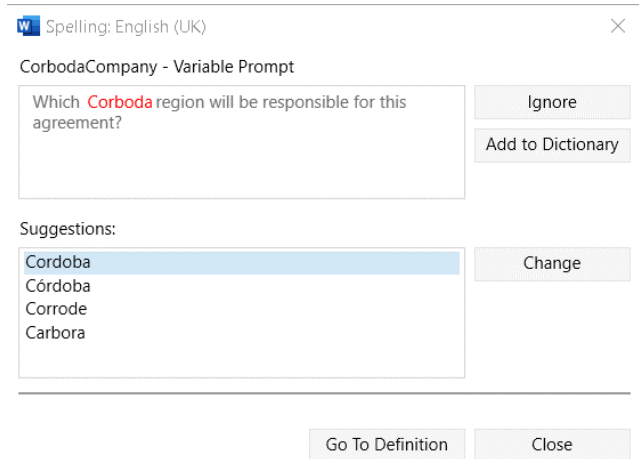 Spelling: English (UK)
CorbodaCompany - Variable Prompt
Which Corboda region will be responsible for this
agreement?
Ignore
Add to Dictionary
Suggestions:
Cordoba
Córdoba
Corrode
Carbora
Change
Go To Definition
Close